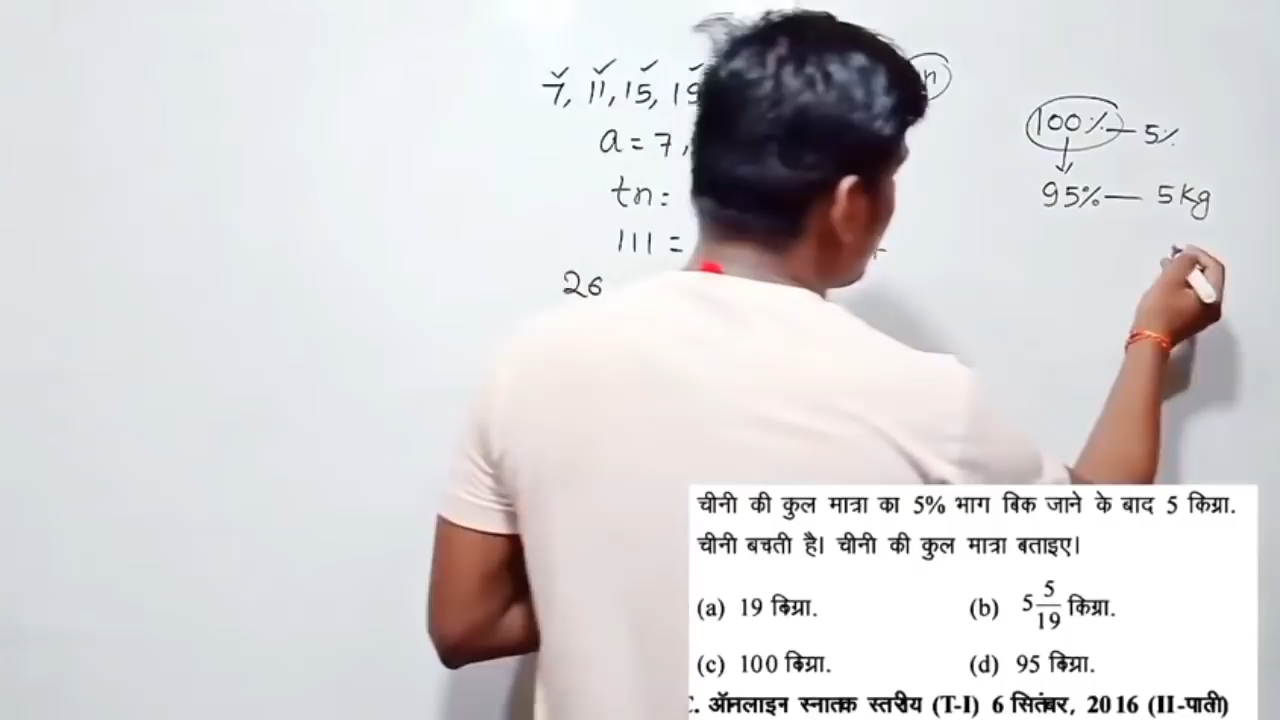 7, 11, 15, 19
n
a = 7,
tn =
111 =
26
100% — 5%
95% — 5kg
चीनी की कुल मात्रा का 5% भाग बिक जाने के बाद 5 किग्रा.
चीनी बचती है। चीनी की कुल मात्रा बताइए।
(a) 19 किग्रा. (b) 5 5/19 किग्रा.
(c) 100 किग्रा. (d) 95 किग्रा.
. ऑनलाइन स्नातक स्तरीय (T-I) 6 सितंबर, 2016 (II-पाली)